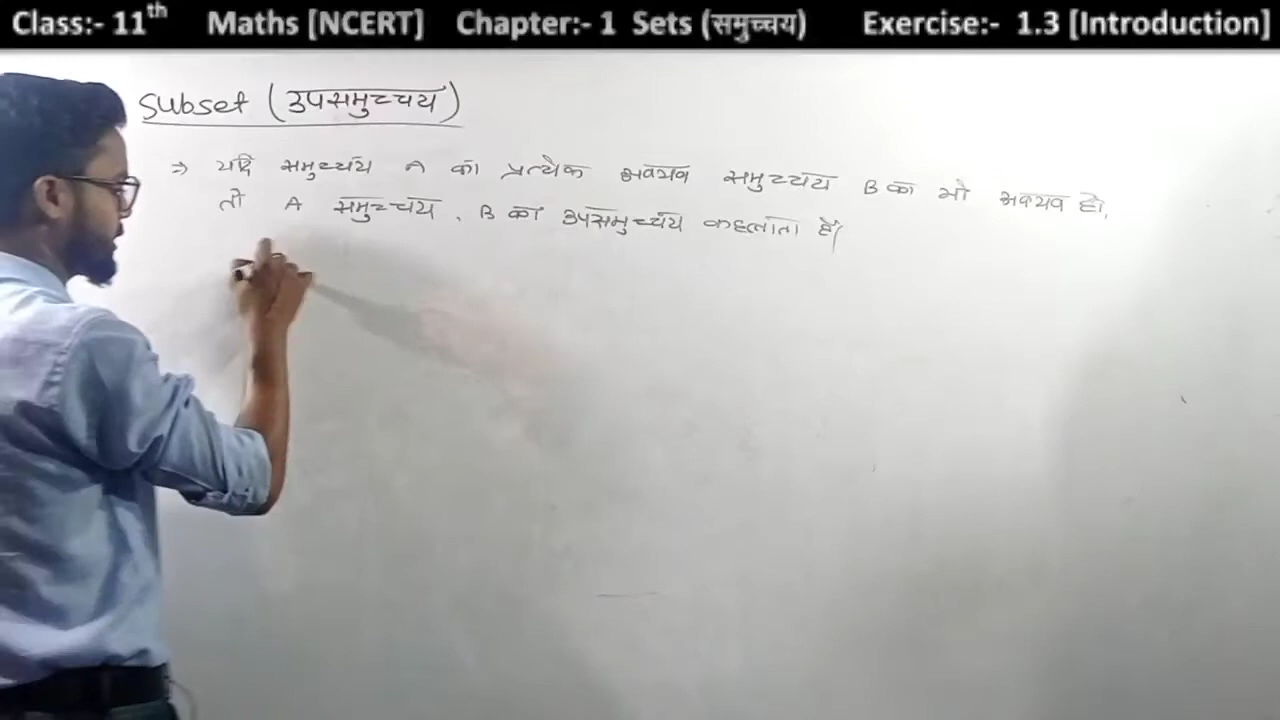 Class:- 11th Maths [NCERT] Chapter:- 1 Sets (समुच्चय) Exercise:- 1.3 [Introduction]
Subset (उपसमुच्चय)
⇒ यदि समुच्चय A का प्रत्येक अवयव समुच्चय B का भी अवयव हो,
तो A समुच्चय, B का उपसमुच्चय कहलाता है।